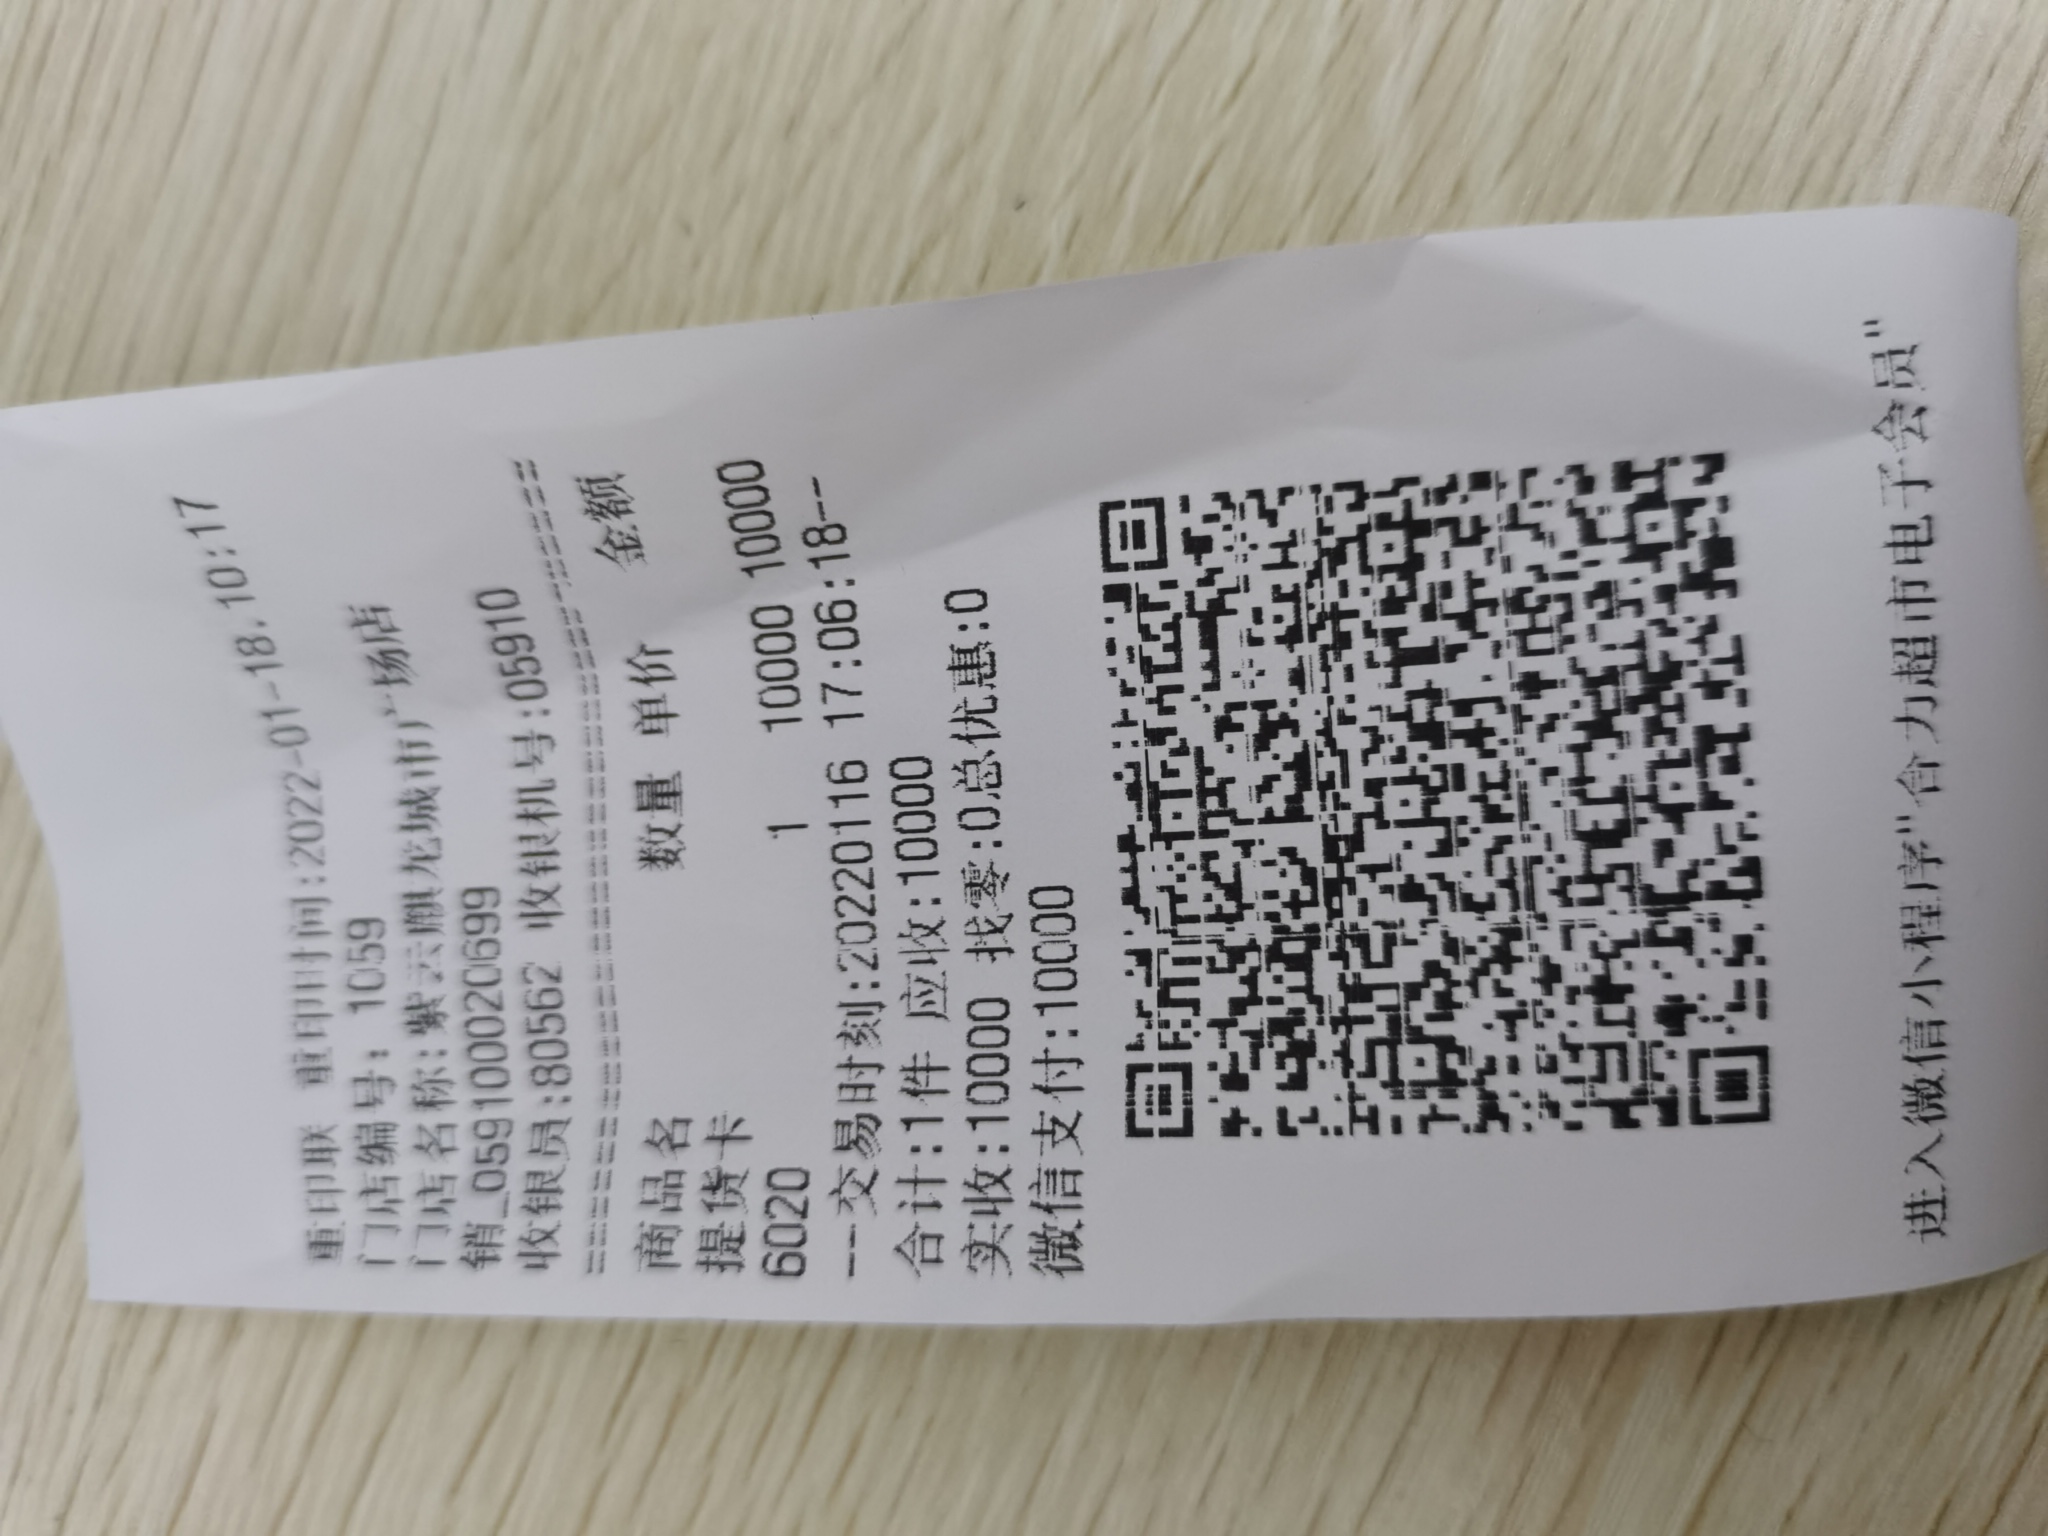 重印联 重印时间:2022-01-18.10:17
门店编号: 1059
门店名称:紫云麒龙城市广场店
销_0591000020699
收银员:80562 收银机号:05910
================================
商品名 数量 单价 金额
提货卡
6020 1 10000 10000 10000
---交易时刻:20220116 17:06:18--
合计:1件 应收:10000
实收:10000 找零:0总优惠:0
微信支付:10000
进入微信小程序"合力超市电子会员"